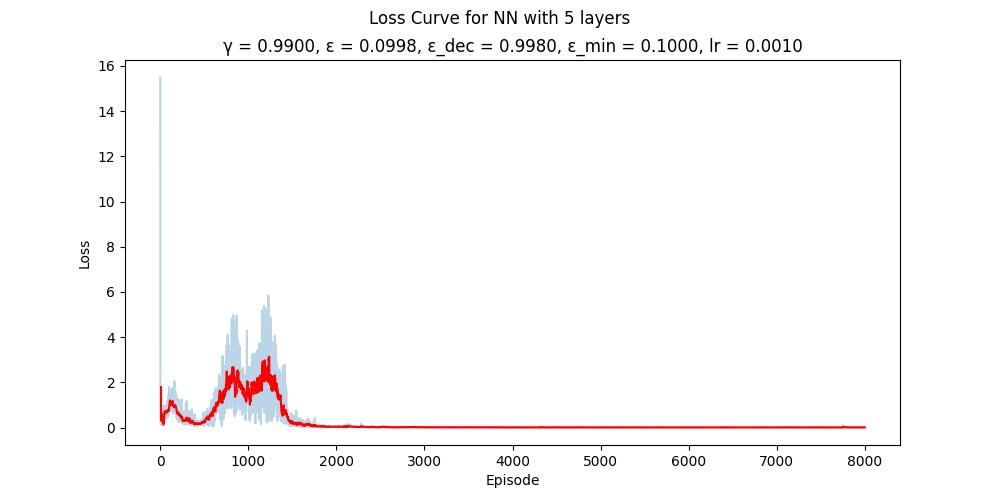 Loss Curve for NN with 5 layers
γ = 0.9900, ε = 0.0998, ε_dec = 0.9980, ε_min = 0.1000, lr = 0.0010
16
14
12
10
8
6
4
2
0
Loss
0 1000 2000 3000 4000 5000 6000 7000 8000
Episode